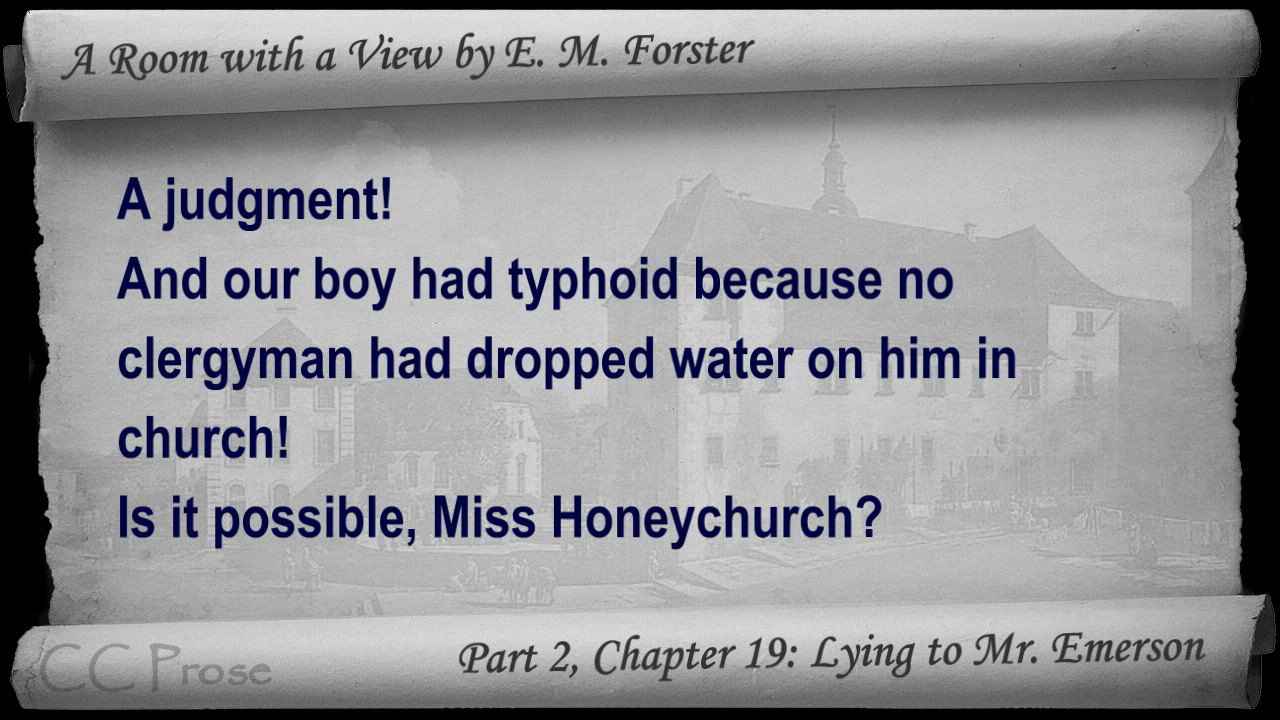 A Room with a View by E. M. Forster
A judgment!
And our boy had typhoid because no
clergyman had dropped water on him in
church!
Is it possible, Miss Honeychurch?
CC Prose
Part 2, Chapter 19: Lying to Mr. Emerson